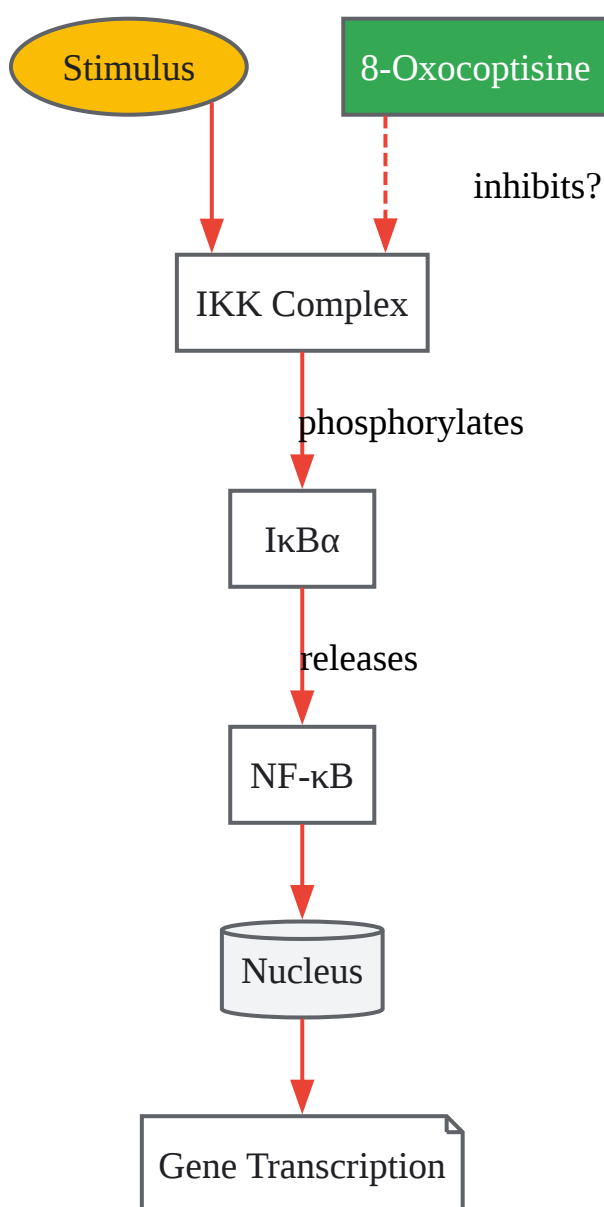 Stimulus
8-Oxocoptisine
inhibits?
IKK Complex
phosphorylates
IκBα
releases
NF-κB
Nucleus
Gene Transcription